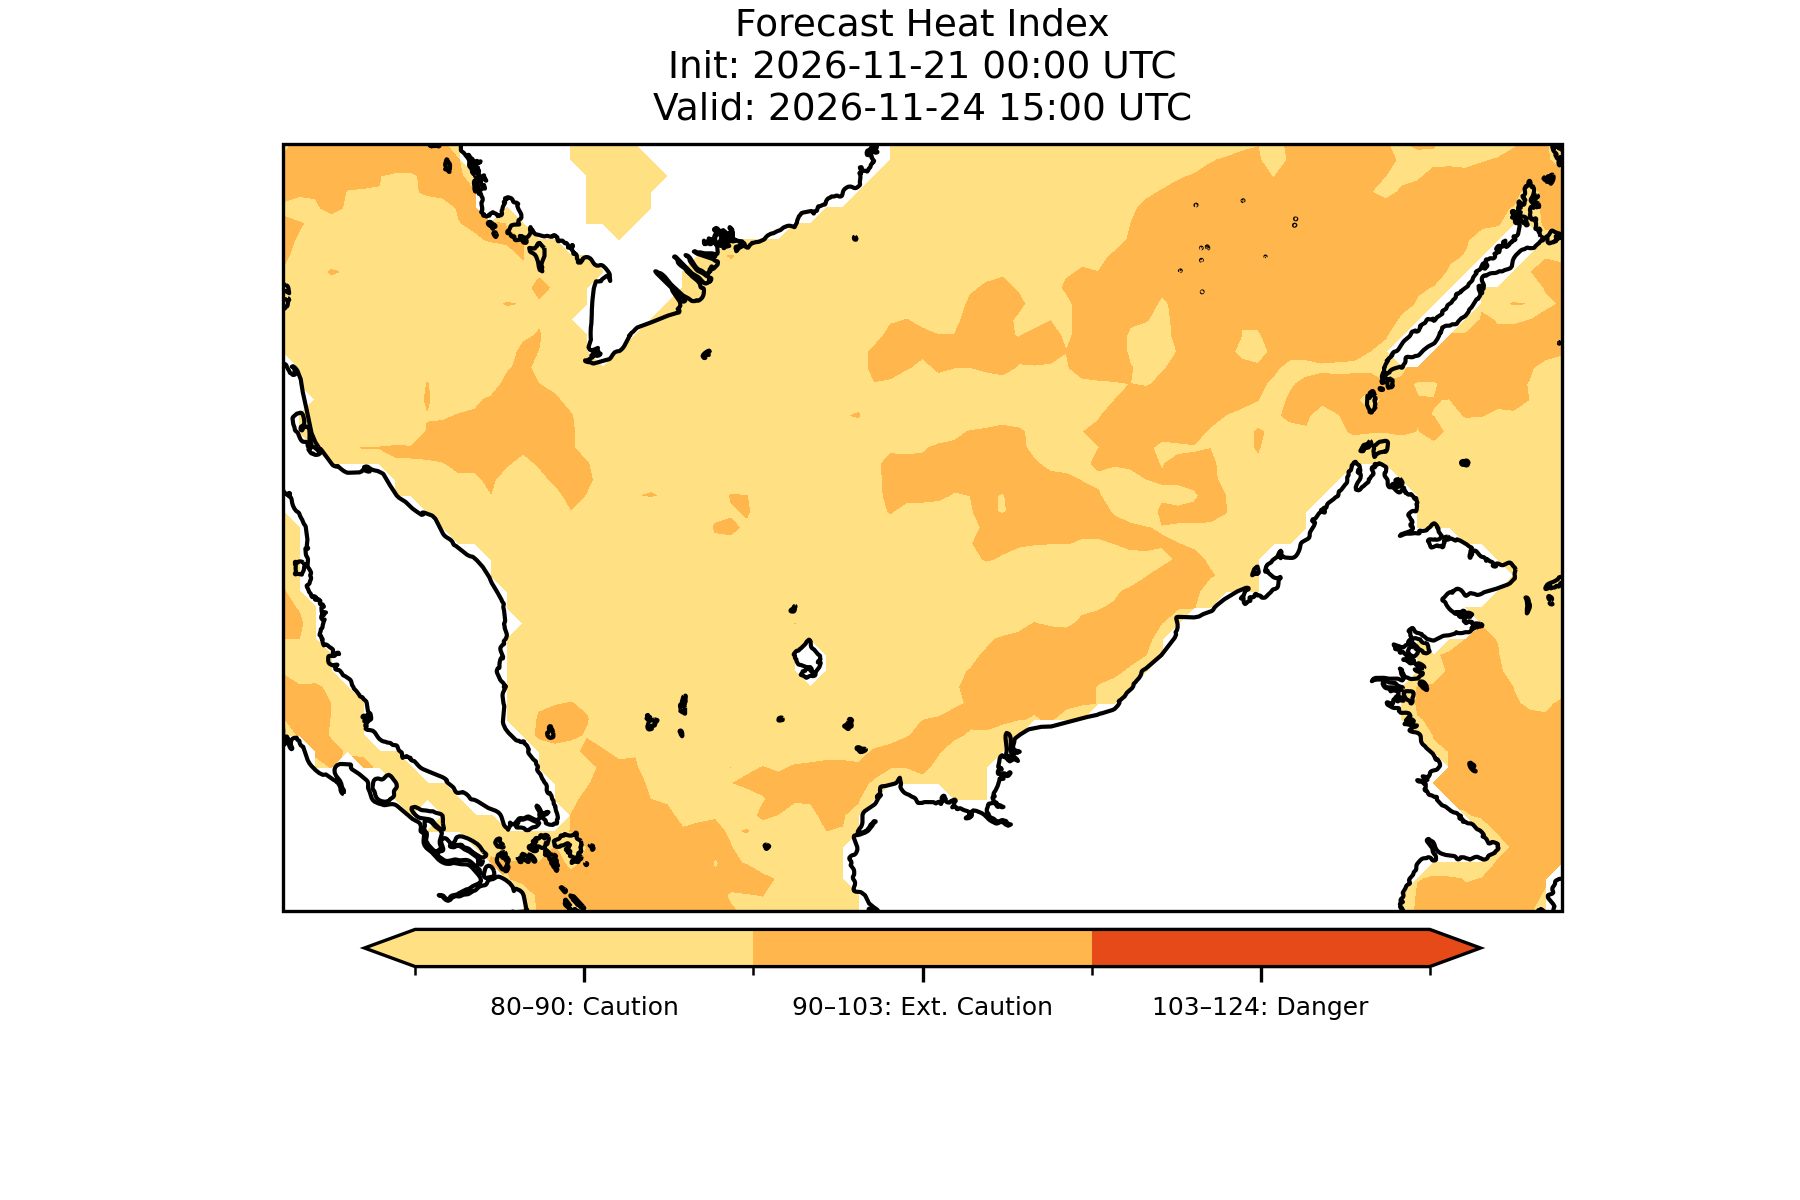 Forecast Heat Index
Init: 2026-11-21 00:00 UTC
Valid: 2026-11-24 15:00 UTC
80–90: Caution
90–103: Ext. Caution
103–124: Danger